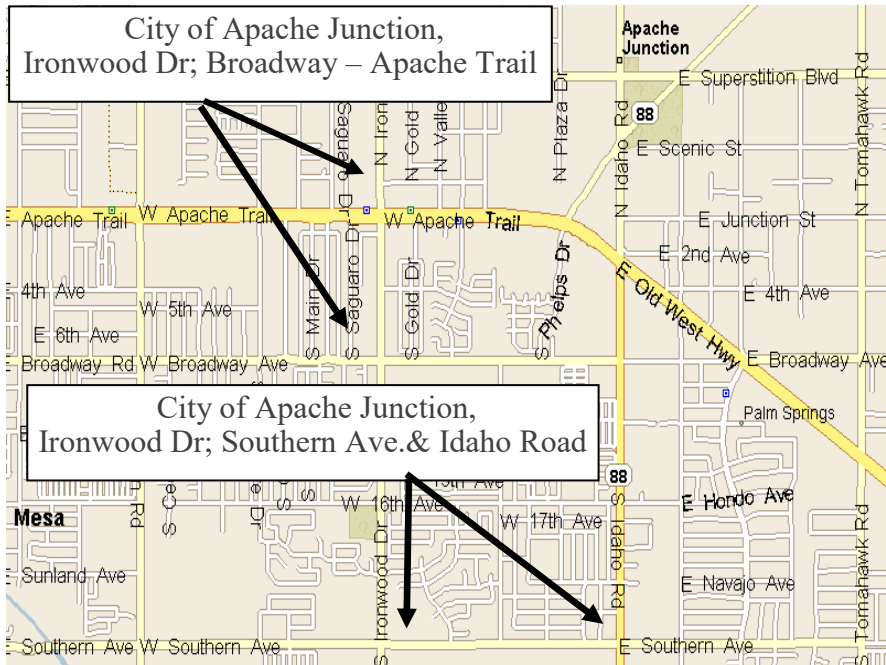 City of Apache Junction,
Ironwood Dr; Broadway – Apache Trail
Apache
Junction
E Superstition Blvd
88
E Scenic St
N Plaza Dr
N Idaho Rd
N Tomahawk Rd
N Gold
N Valle
N Iron
Saguaro Dr
E Apache Trail
W Apache Trail
W Apache Trail
E Junction St
E 2nd Ave
E 4th Ave
E 4th Ave
W 5th Ave
E 6th Ave
S Main Dr
S Saguaro Dr
S Gold Dr
S Phelps Dr
E Old West Hwy
E Broadway Rd
W Broadway Ave
E Broadway Ave
City of Apache Junction,
Ironwood Dr; Southern Ave.& Idaho Road
Palm Springs
88
W 16th Ave
W 17th Ave
E Hondo Ave
Mesa
S Ironwood Dr
S Idaho Rd
S Tomahawk Rd
E Sunland Ave
E Navajo Ave
E Southern Ave
W Southern Ave
E Southern Ave